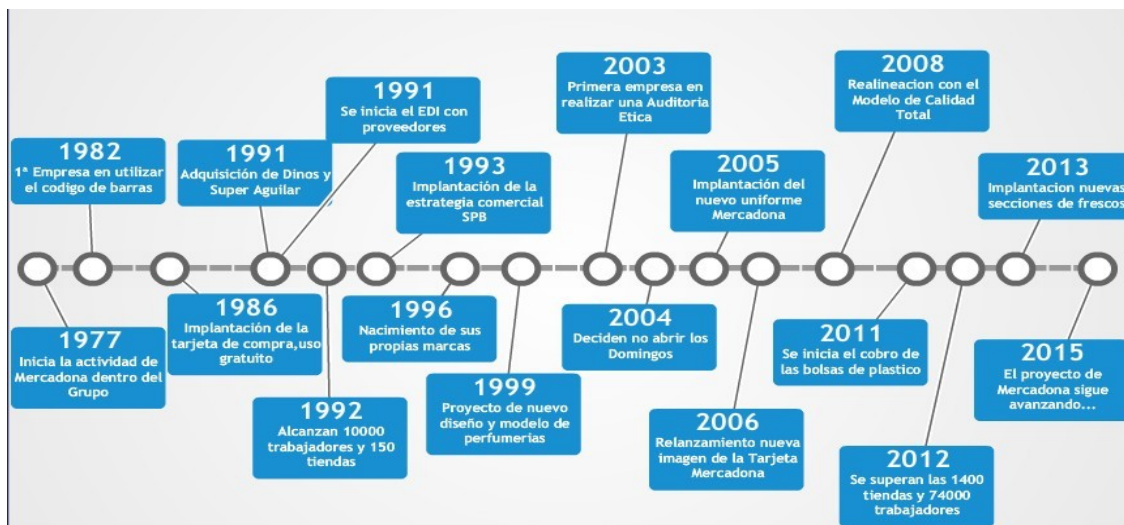 1977
Inicia la actividad de
Mercadona dentro del
Grupo
1982
1ª Empresa en utilizar
el codigo de barras
1986
Implantación de la
tarjeta de compra,uso
gratuito
1991
Adquisición de Dinos y
Super Aguilar
1991
Se inicia el EDI con
proveedores
1992
Alcanzan 10000
trabajadores y 150
tiendas
1993
Implantación de la
estrategia comercial
SPB
1996
Nacimiento de sus
propias marcas
1999
Proyecto de nuevo
diseño y modelo de
perfumerias
2003
Primera empresa en
realizar una Auditoria
Etica
2004
Deciden no abrir los
Domingos
2005
Implantación del
nuevo uniforme
Mercadona
2006
Relanzamiento nueva
imagen de la Tarjeta
Mercadona
2008
Realineacion con el
Modelo de Calidad
Total
2011
Se inicia el cobro de
las bolsas de plastico
2012
Se superan las 1400
tiendas y 74000
trabajadores
2013
Implantacion nuevas
secciones de frescos
2015
El proyecto de
Mercadona sigue
avanzando...